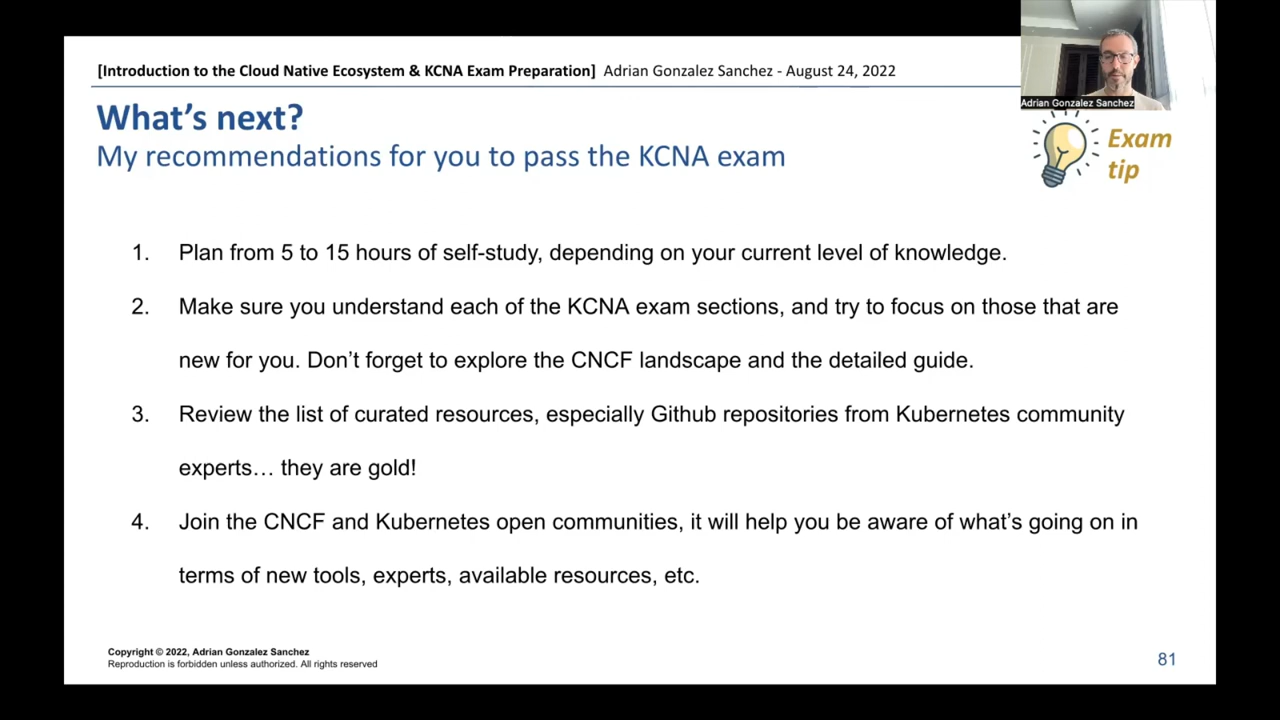 [Introduction to the Cloud Native Ecosystem & KCNA Exam Preparation] Adrian Gonzalez Sanchez - August 24, 2022
Adrian Gonzalez Sanchez
What's next?
My recommendations for you to pass the KCNA exam
Exam
tip
1. Plan from 5 to 15 hours of self-study, depending on your current level of knowledge.
2. Make sure you understand each of the KCNA exam sections, and try to focus on those that are
new for you. Don't forget to explore the CNCF landscape and the detailed guide.
3. Review the list of curated resources, especially Github repositories from Kubernetes community
experts… they are gold!
4. Join the CNCF and Kubernetes open communities, it will help you be aware of what's going on in
terms of new tools, experts, available resources, etc.
Copyright © 2022, Adrian Gonzalez Sanchez
Reproduction is forbidden unless authorized. All rights reserved
81